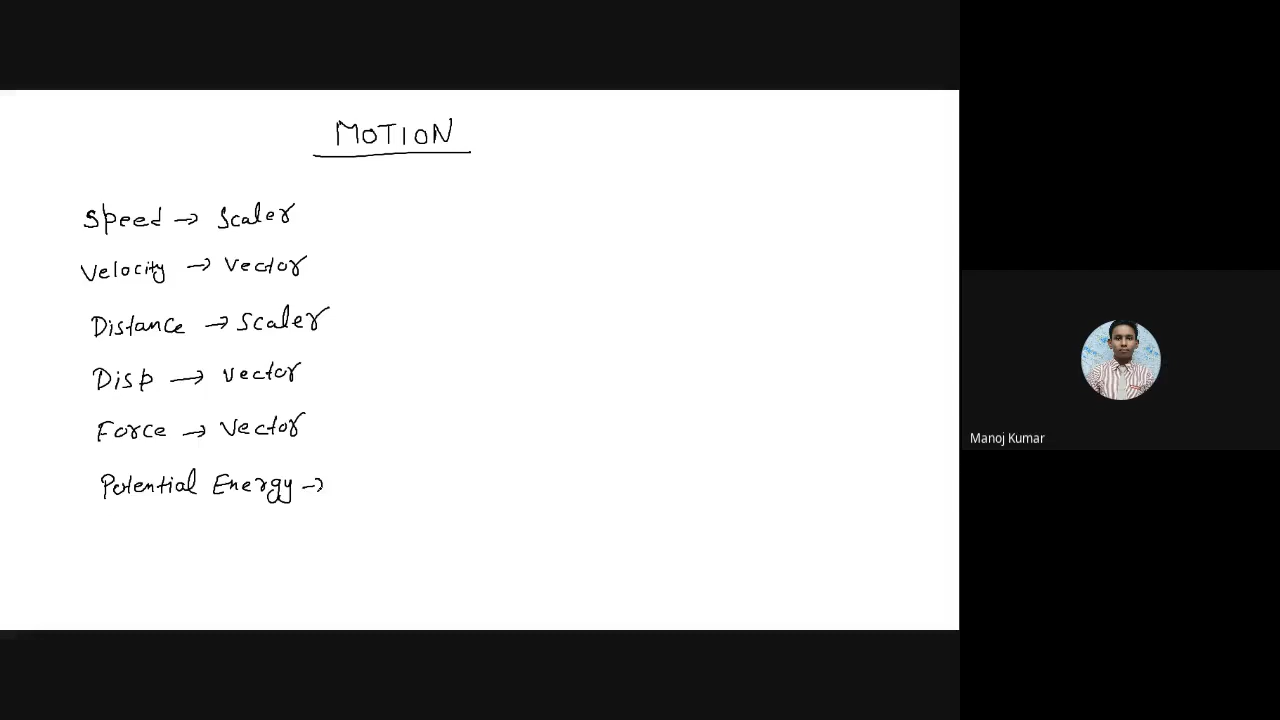 MOTION
Speed → Scaler
Velocity → Vector
Distance → Scaler
Disp → Vector
Force → Vector
Potential Energy →
Manoj Kumar